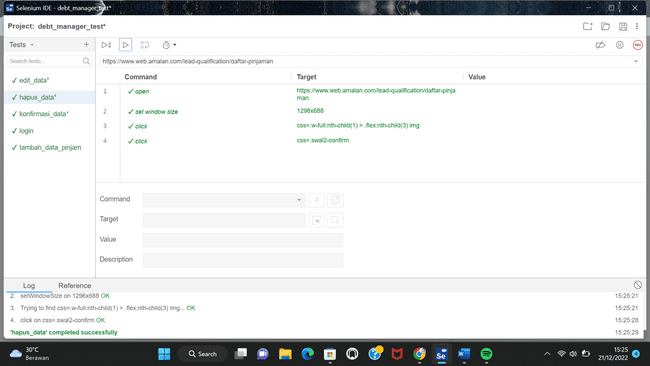 Selenium IDE - debt_manager_test*
Project: debt_manager_test*
Tests
Search tests...
✓ edit_data*
✓ hapus_data*
✓ konfirmasi_data*
✓ login
✓ tambah_data_pinjam
REC
https://www.web.amalan.com/lead-qualification/daftar-pinjaman
Command Target Value
1 ✓ open https://www.web.amalan.com/lead-qualification/daftar-pinja
man
2 ✓ set window size 1296x688
3 ✓ click css=.w-full:nth-child(1) > .flex:nth-child(3) img
4 ✓ click css=.swal2-confirm
Command
Target
Value
Description
Log Reference
2. setWindowSize on 1296x688 OK 15:25:21
3. Trying to find css=.w-full:nth-child(1) > .flex:nth-child(3) img... OK 15:25:21
4. click on css=.swal2-confirm OK 15:25:28
'hapus_data' completed successfully 15:25:29
30°C
Berawan
Search
15:25
21/12/2022